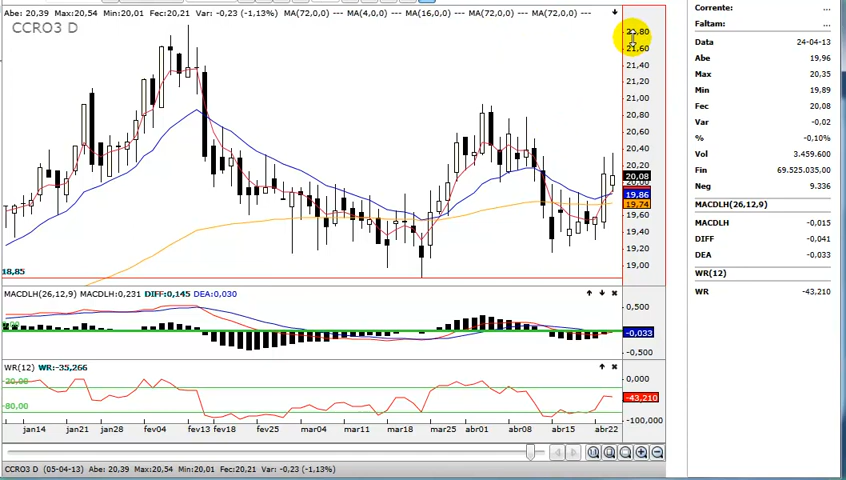 Abe: 20,39 Max:20,54 Min:20,01 Fec:20,21 Var: -0,23 (-1,13%) MA(72,0,0) --- MA(4,0,0) --- MA(16,0,0) --- MA(72,0,0) --- MA(72,0,0) ---
CCRO3 D
21,80
21,60
21,40
21,20
21,00
20,80
20,60
20,40
20,20
20,08
19,86
19,74
19,60
19,40
19,20
19,00
18,85
MACDLH(26,12,9) MACDLH:0,231 DIFF:0,145 DEA:0,030
0,500
-0,033
-0,500
WR(12) WR:-35,266
0,000
-20,00
-43,210
-80,00
-100,000
jan14 jan21 jan28 fev04 fev13 fev18 fev25 mar04 mar11 mar18 mar25 abr01 abr08 abr15 abr22
CCRO3 D (05-04-13) Abe: 20,39 Max:20,54 Min:20,01 Fec:20,21 Var: -0,23 (-1,13%)
Corrente: ...
Faltam: ...
Data 24-04-13
Abe 19,96
Max 20,35
Min 19,89
Fec 20,08
Var -0,02
% -0,10%
Vol 3.459.600
Fin 69.525.035,00
Neg 9.336
MACDLH(26,12,9)
MACDLH -0,015
DIFF -0,041
DEA -0,033
WR(12)
WR -43,210